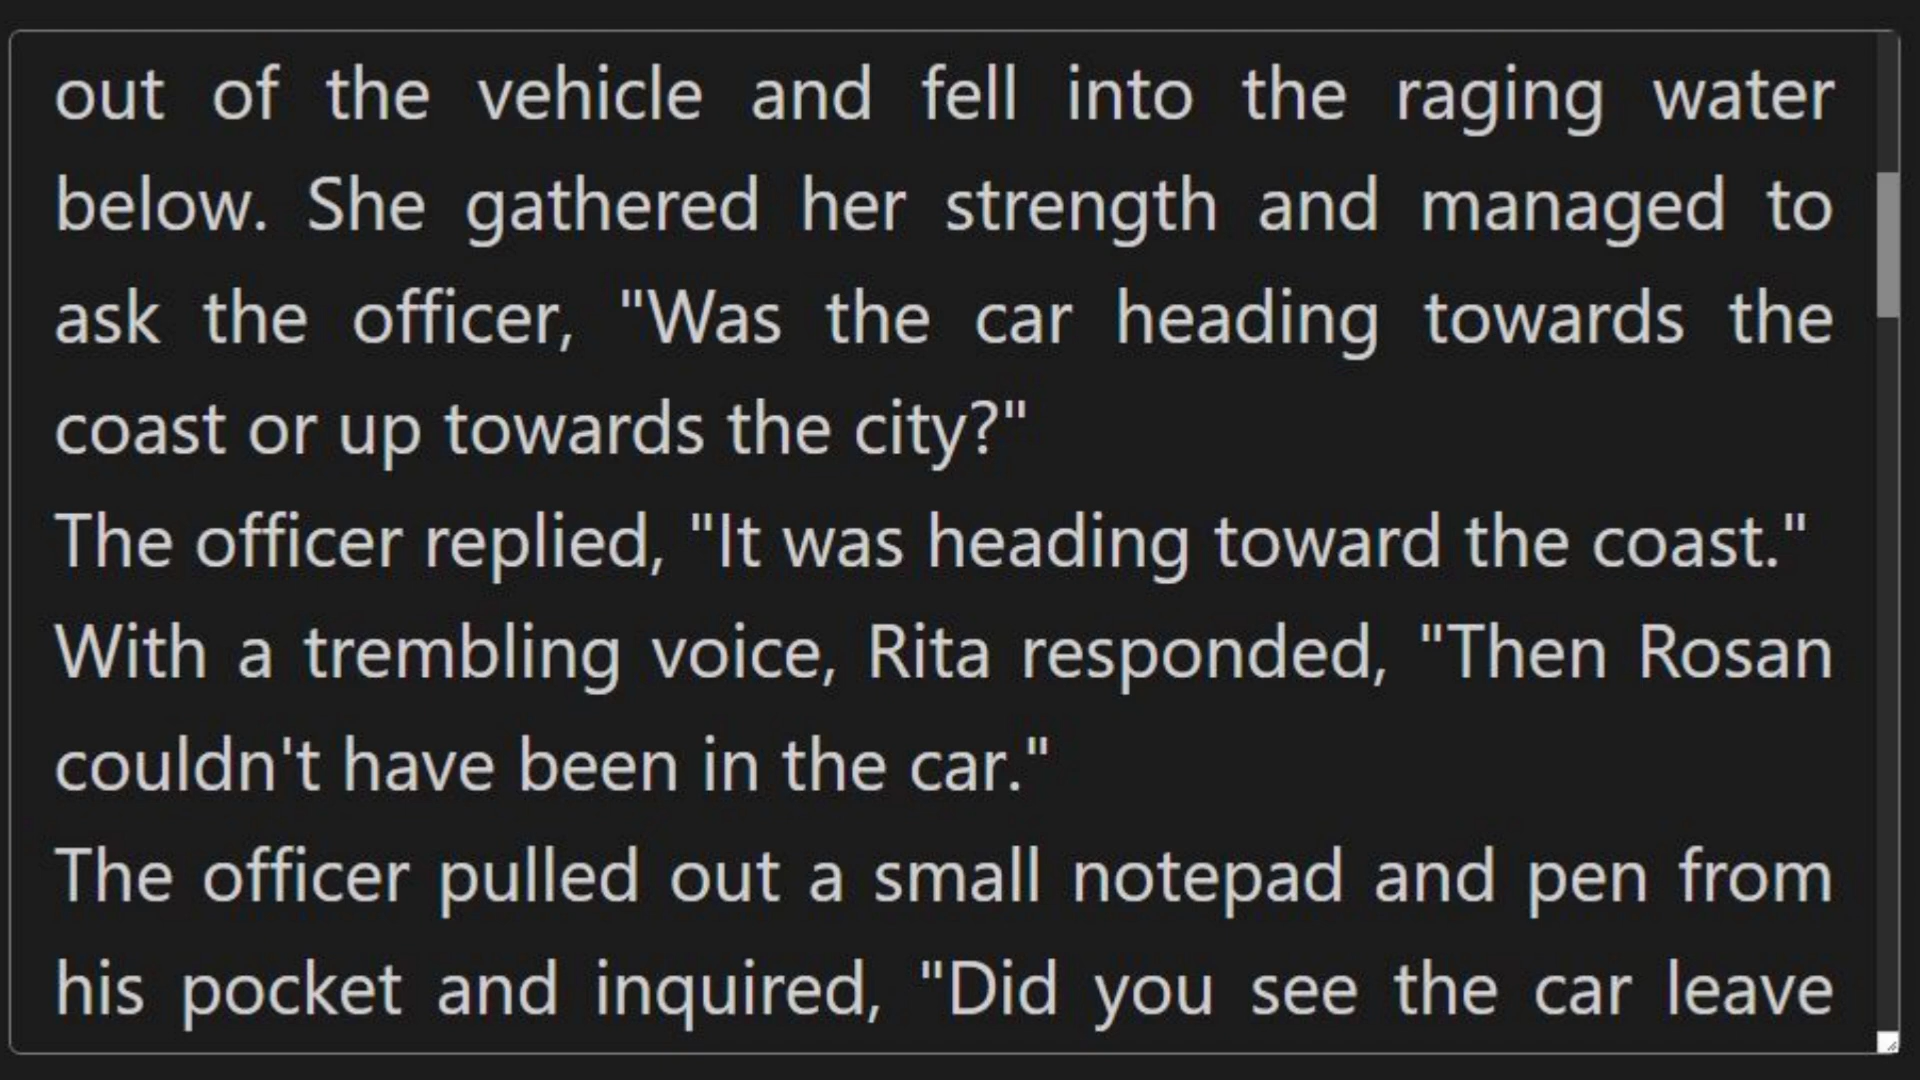 out of the vehicle and fell into the raging water
below. She gathered her strength and managed to
ask the officer, "Was the car heading towards the
coast or up towards the city?"
The officer replied, "It was heading toward the coast."
With a trembling voice, Rita responded, "Then Rosan
couldn't have been in the car."
The officer pulled out a small notepad and pen from
his pocket and inquired, "Did you see the car leave